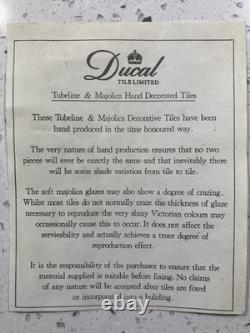 Ducal
TILE LIMITED
Tubeline & Majolica Hand Decorated Tiles
These Tubeline & Majolica Decorative Tiles have been
hand produced in the time honoured way.
The very nature of hand production ensures that no two
pieces will ever be exactly the same and that inevitably there
will be some shade variation from tile to tile.
The soft majolica glazes may also show a degree of crazing.
Whilst most tiles do not normally craze the thickness of glaze
necessary to reproduce the very shiny Victorian colours may
occassionally cause this to occur. It does not affect the
servieability and actually achieves a truer degree of
reproduction effect.
It is the responsibility of the purchasor to ensure that the
material supplied is suitable before fixing. No claims
of any nature will be accepted after tiles are fixed
or incorporated into a building.